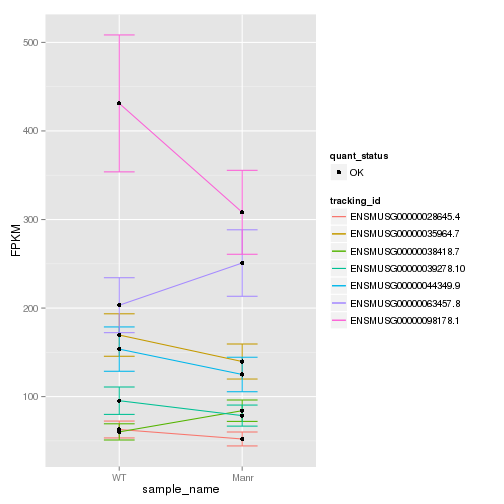 500
400
300
200
100
FPKM
WT
Manr
sample_name
quant_status
OK
tracking_id
ENSMUSG00000028645.4
ENSMUSG00000035964.7
ENSMUSG00000038418.7
ENSMUSG00000039278.10
ENSMUSG00000044349.9
ENSMUSG00000063457.8
ENSMUSG00000098178.1